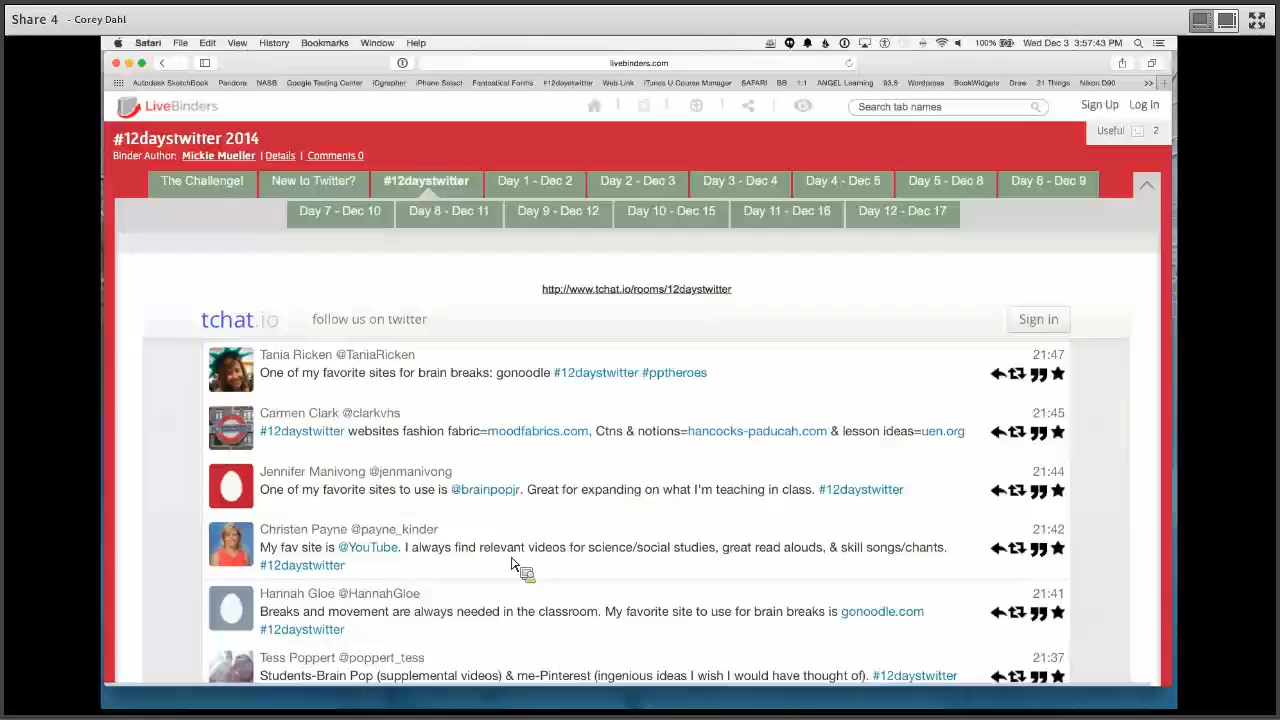 Share 4 - Corey Dahl
Safari File Edit View History Bookmarks Window Help
100% Wed Dec 3 3:57:43 PM
livebinders.com
Autodesk SketchBook Pandora NASB Google Testing Center iCgrapher iPhone Select Fantastical Forms #12daystwitter Web Link iTunes U Course Manager SAFARI BB 1:1 ANGEL Learning 93.5 Wordpress BookWidgets Draw 21 Things Nikon D90 >>
LiveBinders
Search tab names
Sign Up Log In
#12daystwitter 2014
Useful 2
Binder Author: Mickie Mueller | Details | Comments 0
The Challenge! New to Twitter? #12daystwitter Day 1 - Dec 2 Day 2 - Dec 3 Day 3 - Dec 4 Day 4 - Dec 5 Day 5 - Dec 8 Day 6 - Dec 9
Day 7 - Dec 10 Day 8 - Dec 11 Day 9 - Dec 12 Day 10 - Dec 15 Day 11 - Dec 16 Day 12 - Dec 17
http://www.tchat.io/rooms/12daystwitter
tchat.io follow us on twitter Sign in
Tania Ricken @TaniaRicken 21:47
One of my favorite sites for brain breaks: gonoodle #12daystwitter #pptheroes
Carmen Clark @clarkvhs 21:45
#12daystwitter websites fashion fabric=moodfabrics.com, Ctns & notions=hancocks-paducah.com & lesson ideas=uen.org
Jennifer Manivong @jenmanivong 21:44
One of my favorite sites to use is @brainpopjr. Great for expanding on what I'm teaching in class. #12daystwitter
Christen Payne @payne_kinder 21:42
My fav site is @YouTube. I always find relevant videos for science/social studies, great read alouds, & skill songs/chants.
#12daystwitter
Hannah Gloe @HannahGloe 21:41
Breaks and movement are always needed in the classroom. My favorite site to use for brain breaks is gonoodle.com
#12daystwitter
Tess Poppert @poppert_tess 21:37
Students-Brain Pop (supplemental videos) & me-Pinterest (ingenious ideas I wish I would have thought of). #12daystwitter